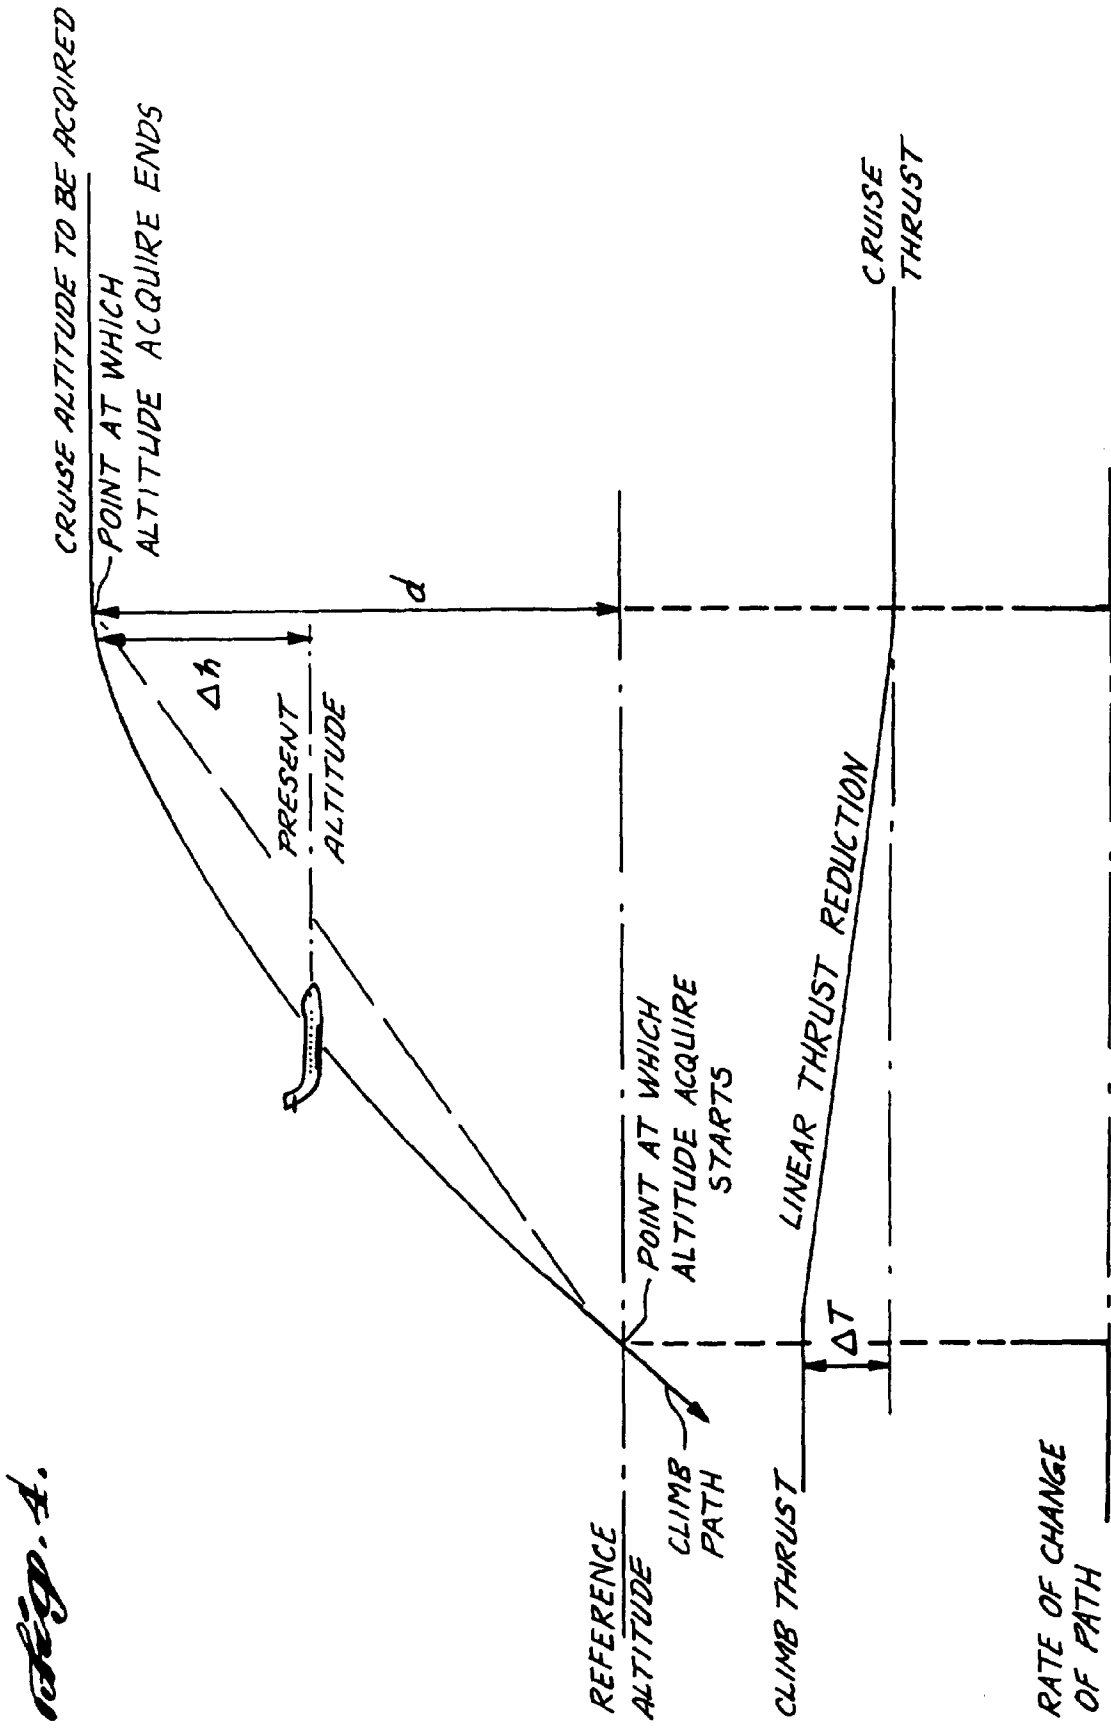 Fig. 4.
CRUISE ALTITUDE TO BE ACQIRED
POINT AT WHICH
ALTITUDE ACQUIRE ENDS
d
Δh
PRESENT
ALTITUDE
REFERENCE
ALTITUDE
POINT AT WHICH
ALTITUDE ACQUIRE
STARTS
CLIMB
PATH
CLIMB THRUST
ΔT
LINEAR THRUST REDUCTION
CRUISE
THRUST
RATE OF CHANGE
OF PATH